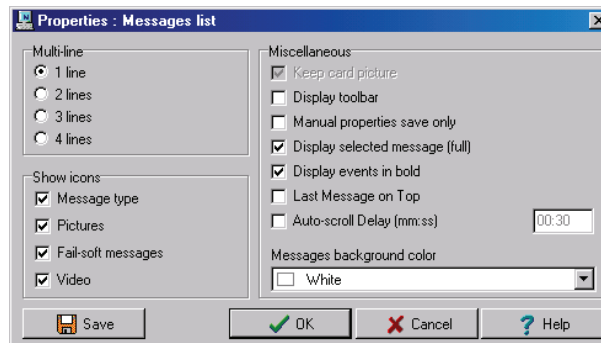 Properties : Messages list
Multi-line
1 line
2 lines
3 lines
4 lines
Show icons
Message type
Pictures
Fail-soft messages
Video
Miscellaneous
Keep card picture
Display toolbar
Manual properties save only
Display selected message (full)
Display events in bold
Last Message on Top
Auto-scroll Delay (mm:ss) 00:30
Messages background color
White
Save OK Cancel Help